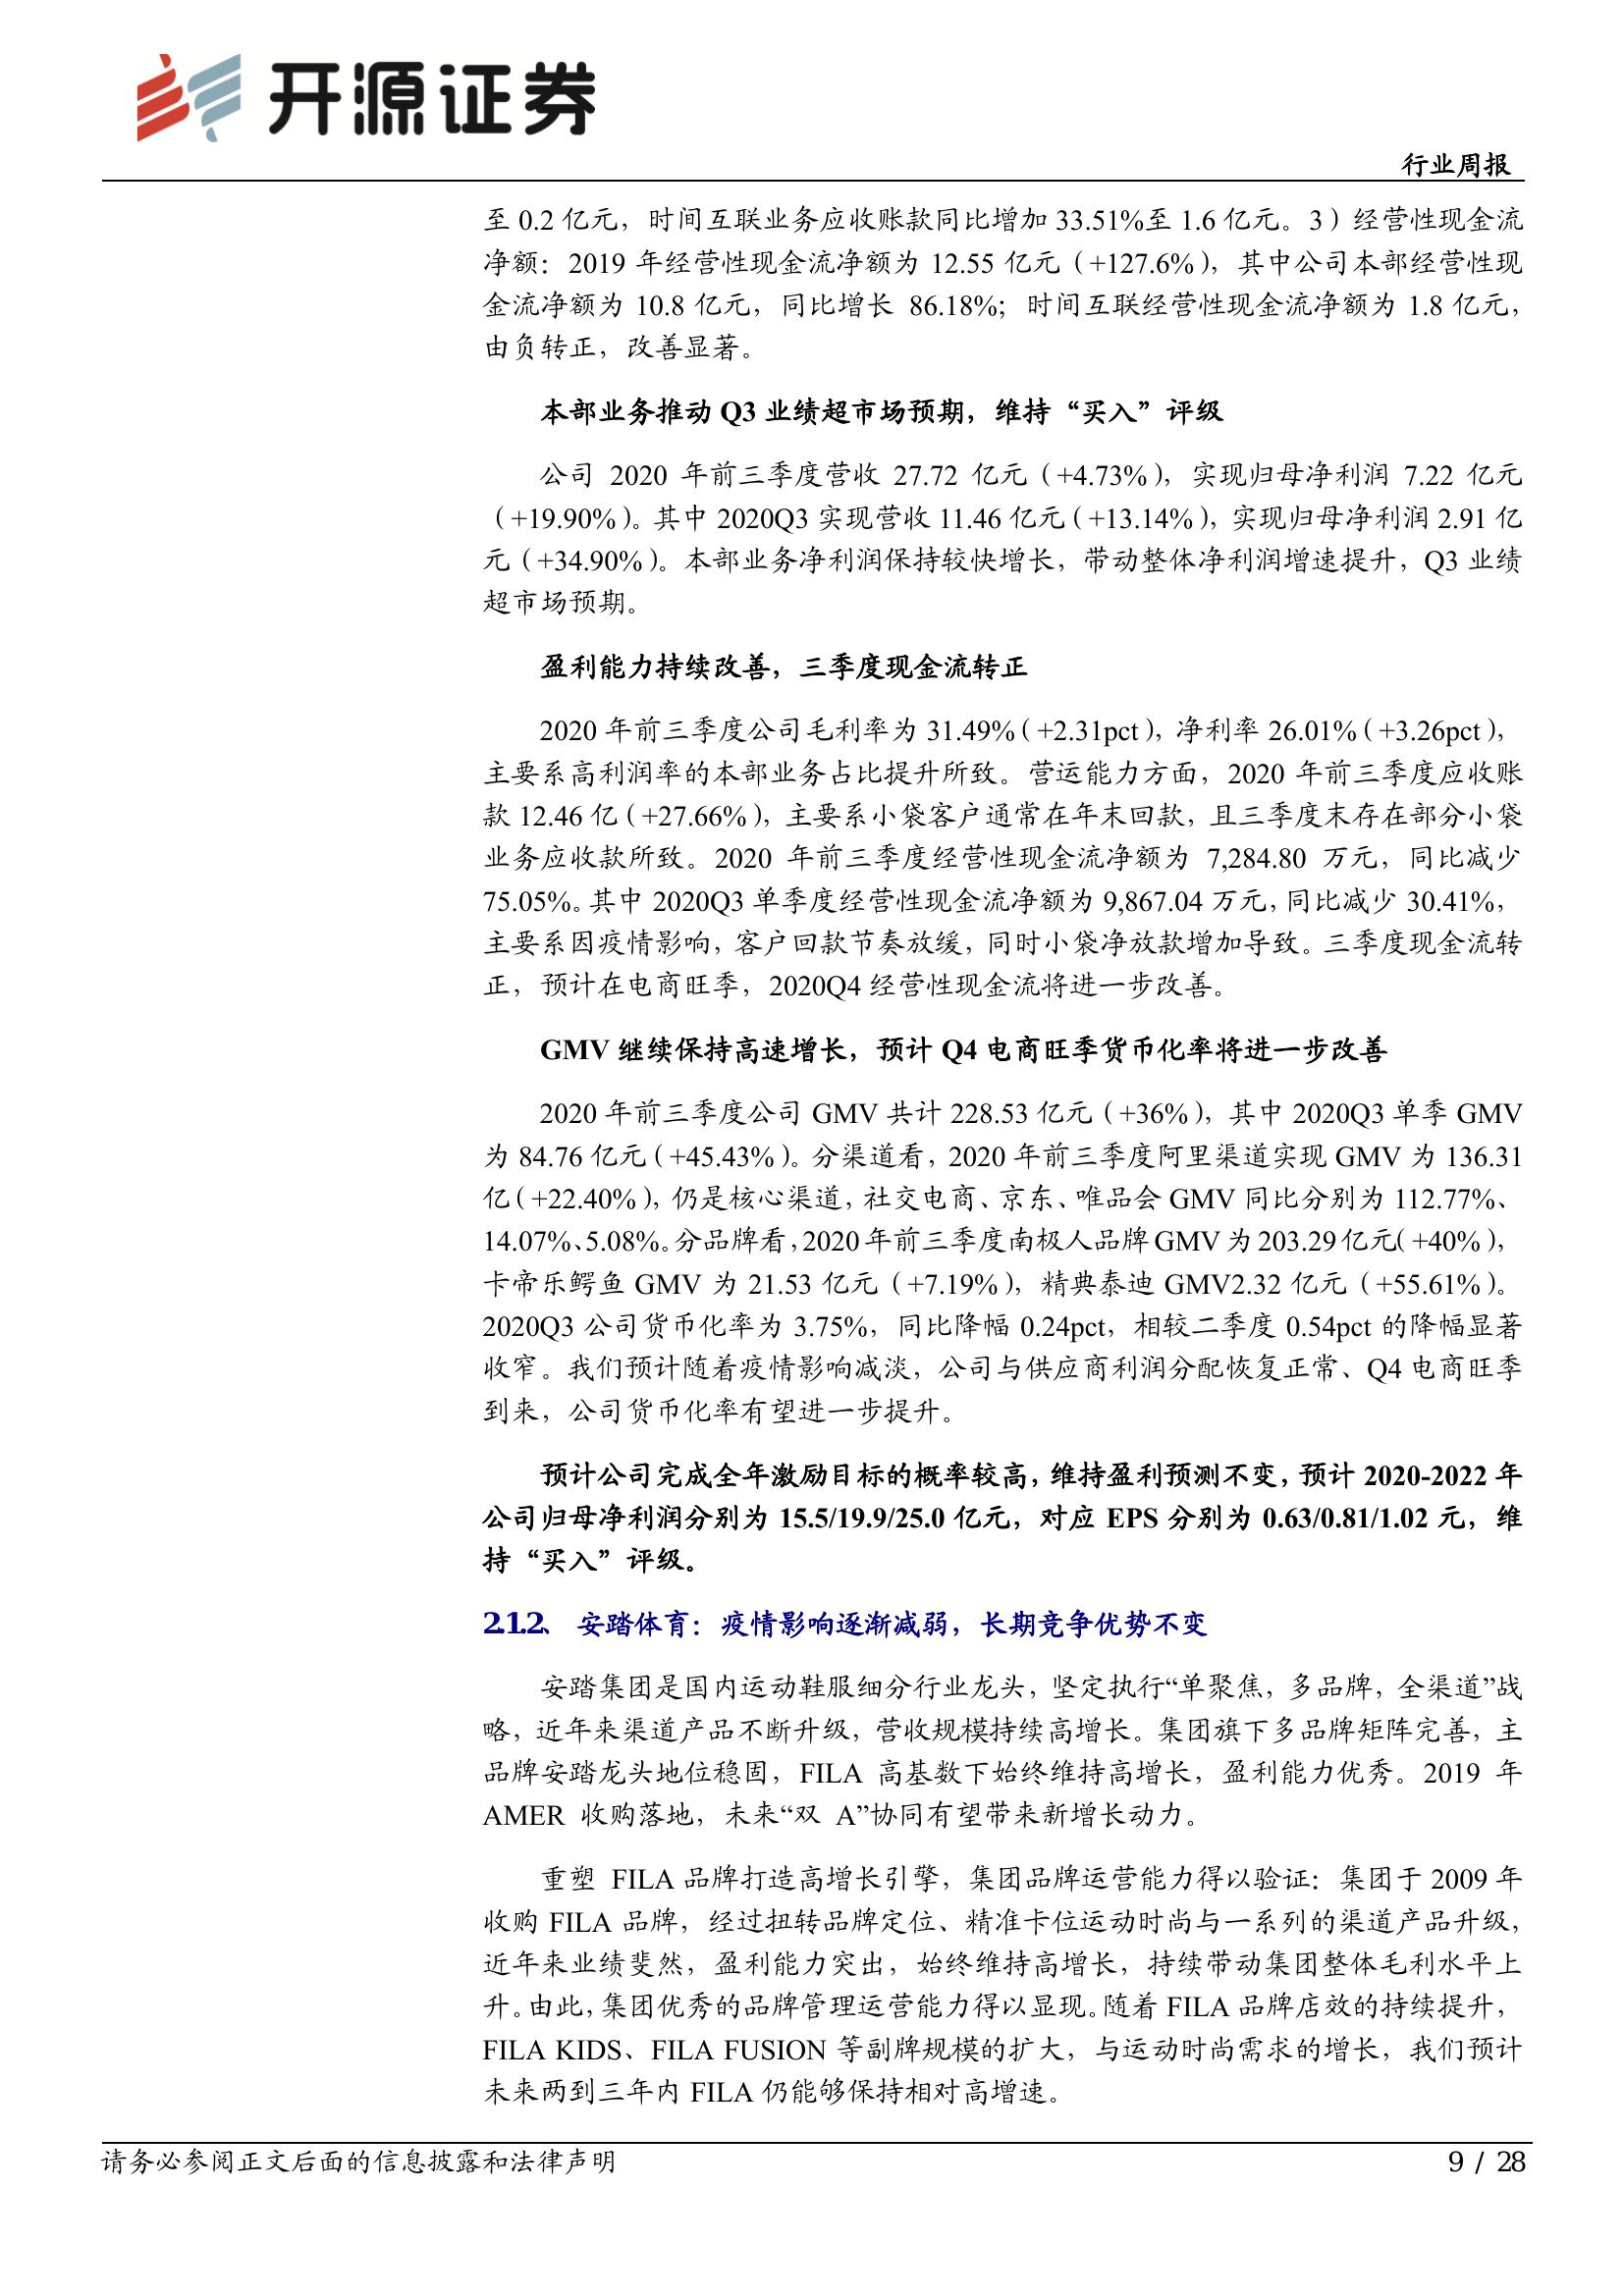 开源证券
行业周报
至 0.2 亿元，时间互联业务应收账款同比增加 33.51%至 1.6 亿元。3）经营性现金流
净额：2019 年经营性现金流净额为 12.55 亿元（+127.6%），其中公司本部经营性现
金流净额为 10.8 亿元，同比增长 86.18%；时间互联经营性现金流净额为 1.8 亿元，
由负转正，改善显著。
本部业务推动 Q3 业绩超市场预期，维持“买入”评级
公司 2020 年前三季度营收 27.72 亿元（+4.73%），实现归母净利润 7.22 亿元
（+19.90%）。其中 2020Q3 实现营收 11.46 亿元（+13.14%），实现归母净利润 2.91 亿
元（+34.90%）。本部业务净利润保持较快增长，带动整体净利润增速提升，Q3 业绩
超市场预期。
盈利能力持续改善，三季度现金流转正
2020 年前三季度公司毛利率为 31.49%（+2.31pct），净利率 26.01%（+3.26pct），
主要系高利润率的本部业务占比提升所致。营运能力方面，2020 年前三季度应收账
款 12.46 亿（+27.66%），主要系小袋客户通常在年末回款，且三季度末存在部分小袋
业务应收款所致。2020 年前三季度经营性现金流净额为 7,284.80 万元，同比减少
75.05%。其中 2020Q3 单季度经营性现金流净额为 9,867.04 万元，同比减少 30.41%，
主要系因疫情影响，客户回款节奏放缓，同时小袋净放款增加导致。三季度现金流转
正，预计在电商旺季，2020Q4 经营性现金流将进一步改善。
GMV 继续保持高速增长，预计 Q4 电商旺季货币化率将进一步改善
2020 年前三季度公司 GMV 共计 228.53 亿元（+36%），其中 2020Q3 单季 GMV
为 84.76 亿元（+45.43%）。分渠道看，2020 年前三季度阿里渠道实现 GMV 为 136.31
亿（+22.40%），仍是核心渠道，社交电商、京东、唯品会 GMV 同比分别为 112.77%、
14.07%、5.08%。分品牌看，2020 年前三季度南极人品牌 GMV 为 203.29 亿元（+40%），
卡帝乐鳄鱼 GMV 为 21.53 亿元（+7.19%），精典泰迪 GMV2.32 亿元（+55.61%）。
2020Q3 公司货币化率为 3.75%，同比降幅 0.24pct，相较二季度 0.54pct 的降幅显著
收窄。我们预计随着疫情影响减淡，公司与供应商利润分配恢复正常、Q4 电商旺季
到来，公司货币化率有望进一步提升。
预计公司完成全年激励目标的概率较高，维持盈利预测不变，预计 2020-2022 年
公司归母净利润分别为 15.5/19.9/25.0 亿元，对应 EPS 分别为 0.63/0.81/1.02 元，维
持“买入”评级。
2.1.2、 安踏体育：疫情影响逐渐减弱，长期竞争优势不变
安踏集团是国内运动鞋服细分行业龙头，坚定执行“单聚焦，多品牌，全渠道”战
略，近年来渠道产品不断升级，营收规模持续高增长。集团旗下多品牌矩阵完善，主
品牌安踏龙头地位稳固，FILA 高基数下始终维持高增长，盈利能力优秀。2019 年
AMER 收购落地，未来“双 A”协同有望带来新增长动力。
重塑 FILA 品牌打造高增长引擎，集团品牌运营能力得以验证：集团于 2009 年
收购 FILA 品牌，经过扭转品牌定位、精准卡位运动时尚与一系列的渠道产品升级，
近年来业绩斐然，盈利能力突出，始终维持高增长，持续带动集团整体毛利水平上
升。由此，集团优秀的品牌管理运营能力得以显现。随着 FILA 品牌店效的持续提升，
FILA KIDS、FILA FUSION 等副牌规模的扩大，与运动时尚需求的增长，我们预计
未来两到三年内 FILA 仍能够保持相对高增速。
请务必参阅正文后面的信息披露和法律声明
9 / 28